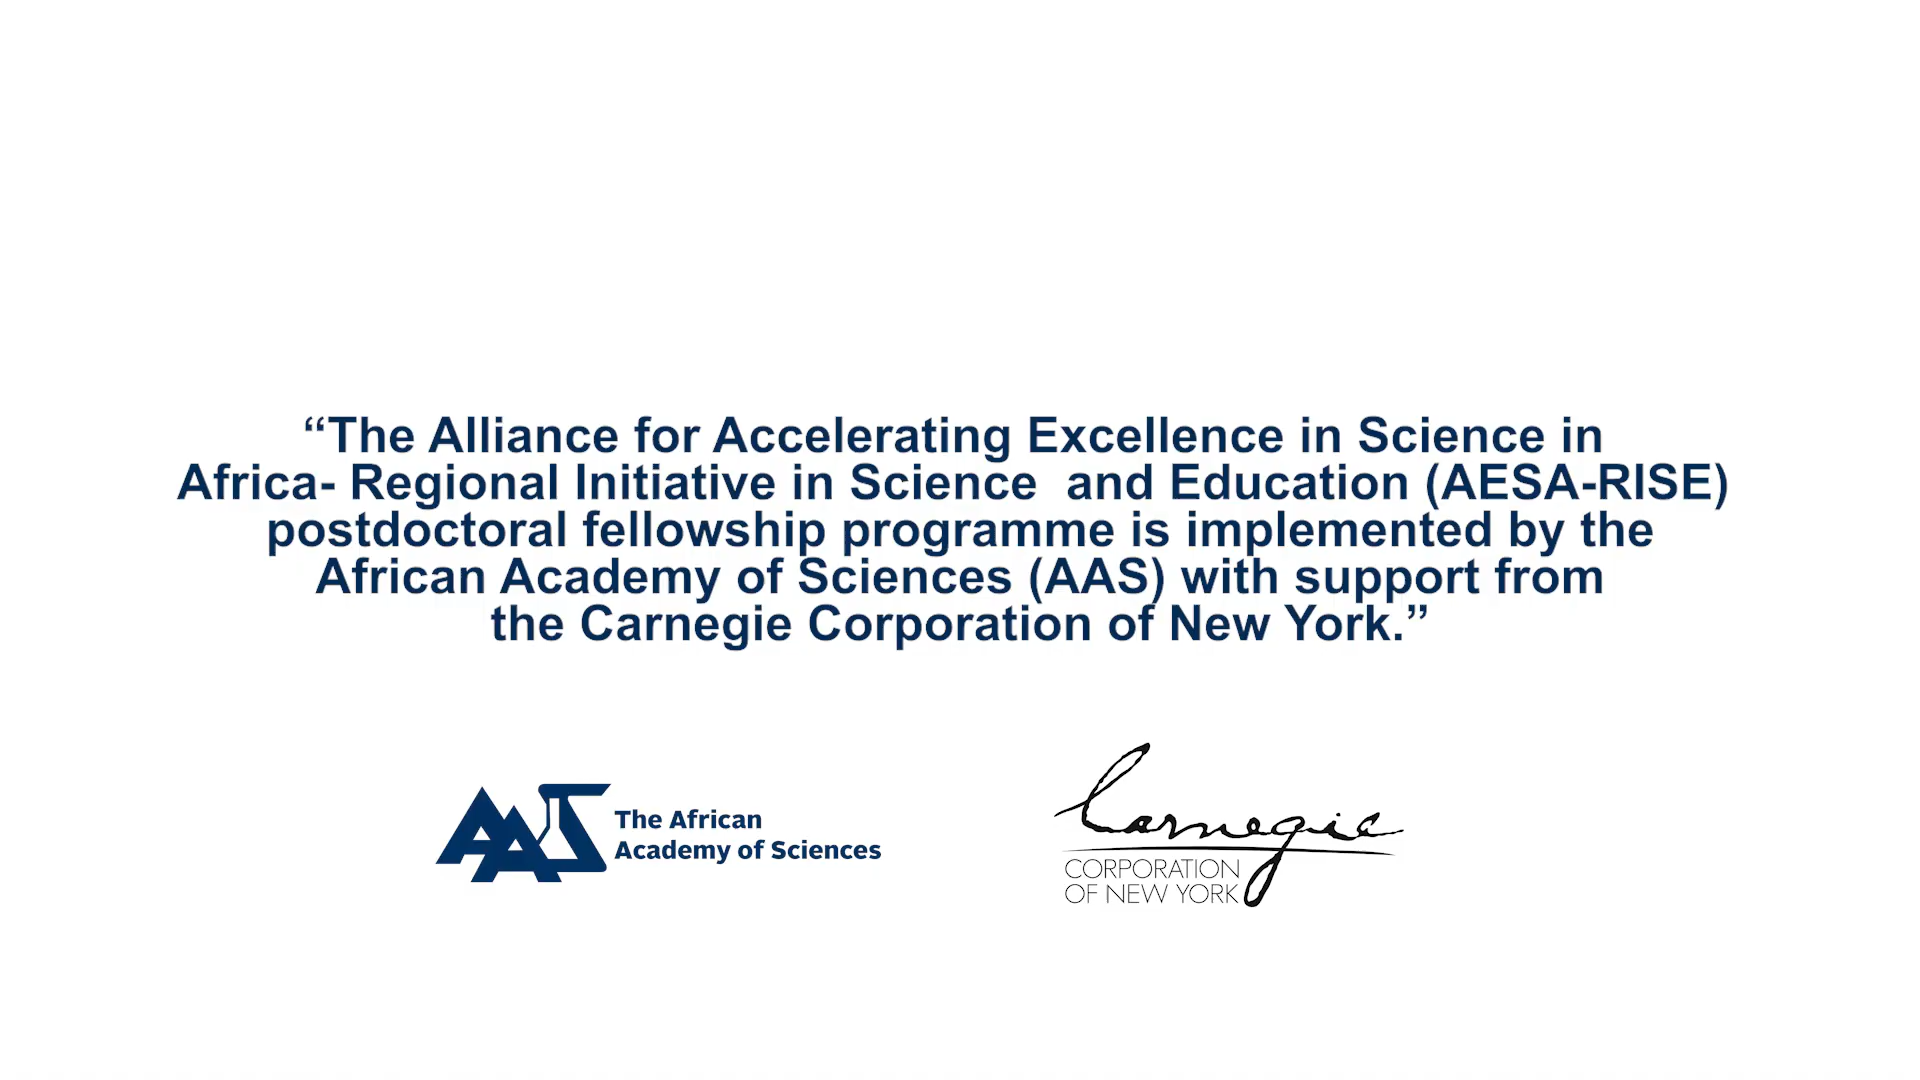 “The Alliance for Accelerating Excellence in Science in
Africa- Regional Initiative in Science  and Education (AESA-RISE)
postdoctoral fellowship programme is implemented by the
African Academy of Sciences (AAS) with support from
the Carnegie Corporation of New York.”
AAS
The African
Academy of Sciences
Carnegie
CORPORATION
OF NEW YORK